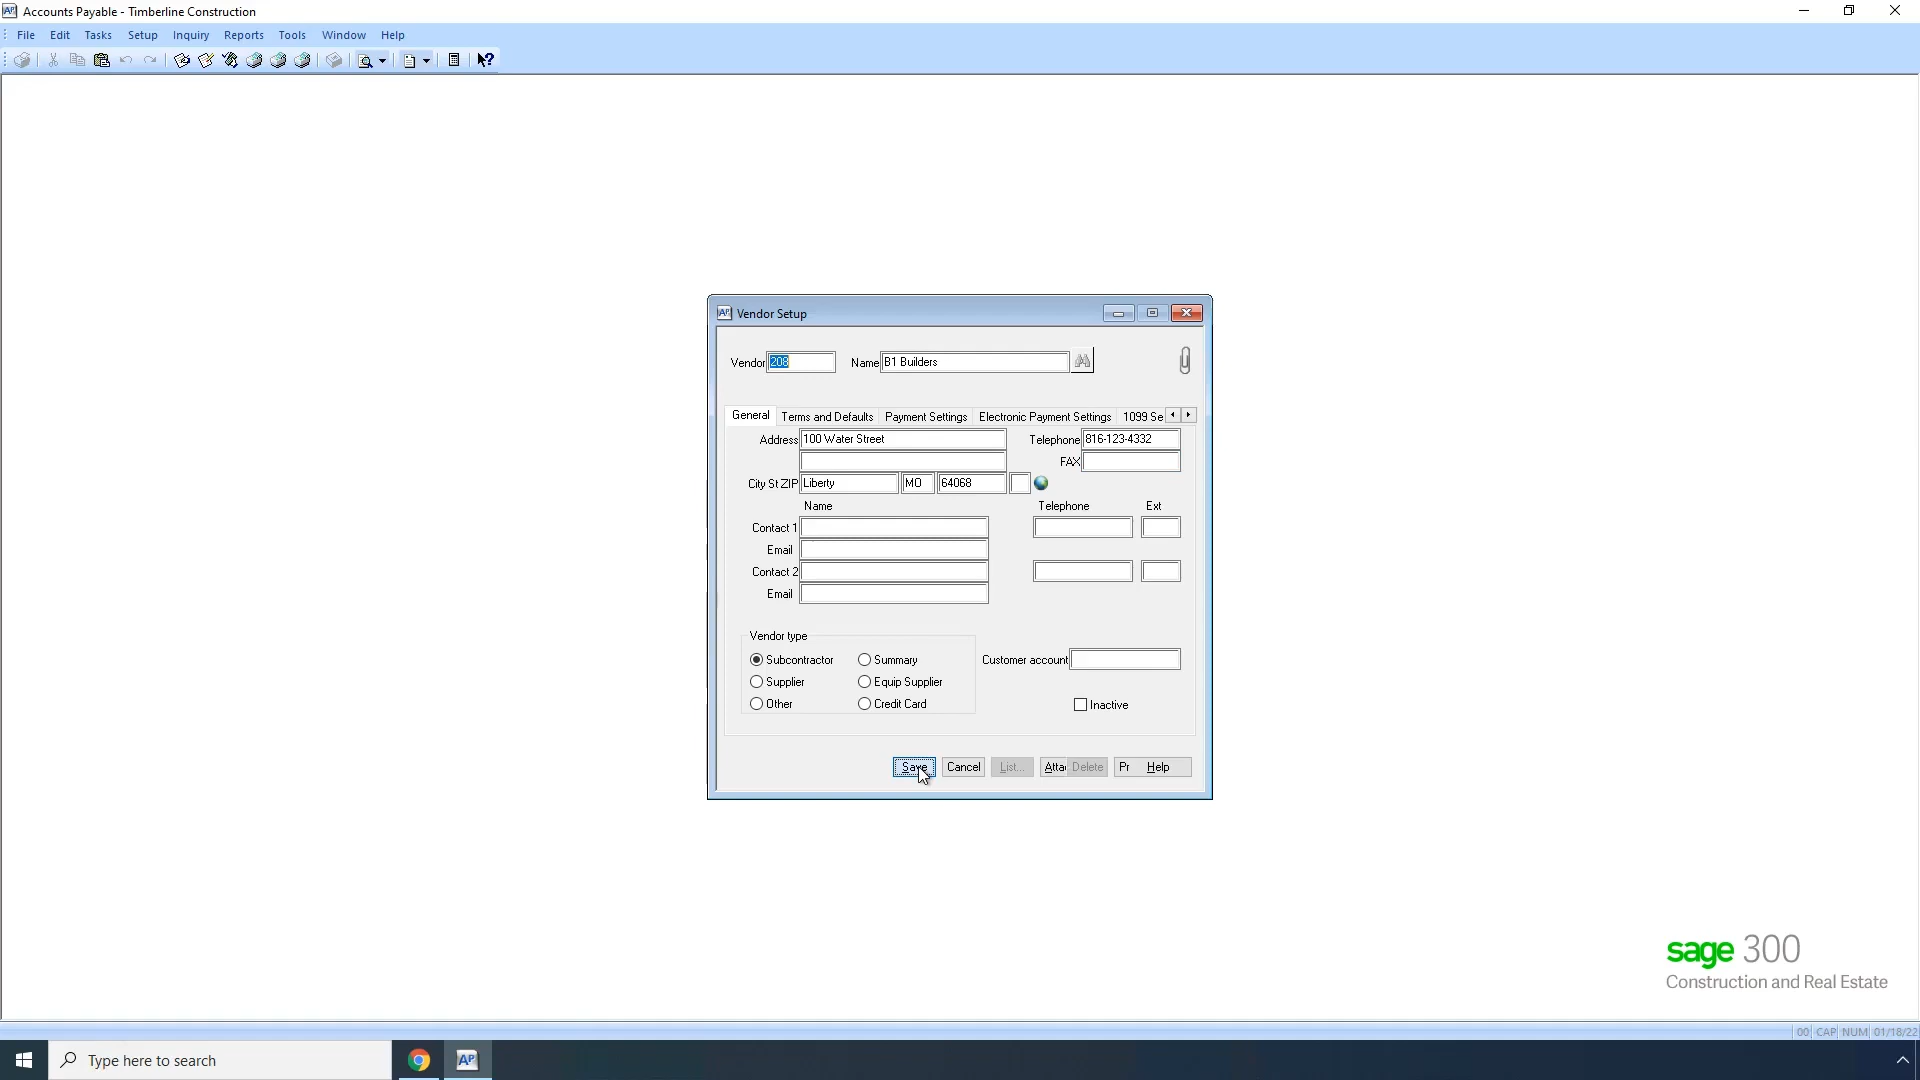 Accounts Payable - Timberline Construction
File Edit Tasks Setup Inquiry Reports Tools Window Help
Vendor Setup
Vendor 208 Name B1 Builders
General Terms and Defaults Payment Settings Electronic Payment Settings 1099 Se
Address 100 Water Street Telephone 816-123-4332
FAX
City St ZIP Liberty MO 64068
Name Telephone Ext
Contact 1
Email
Contact 2
Email
Vendor type
Subcontractor Summary Customer account
Supplier Equip Supplier
Other Credit Card Inactive
Save Cancel List... Atta Delete Pr Help
sage 300
Construction and Real Estate
00 CAP NUM 01/18/22
Type here to search AP